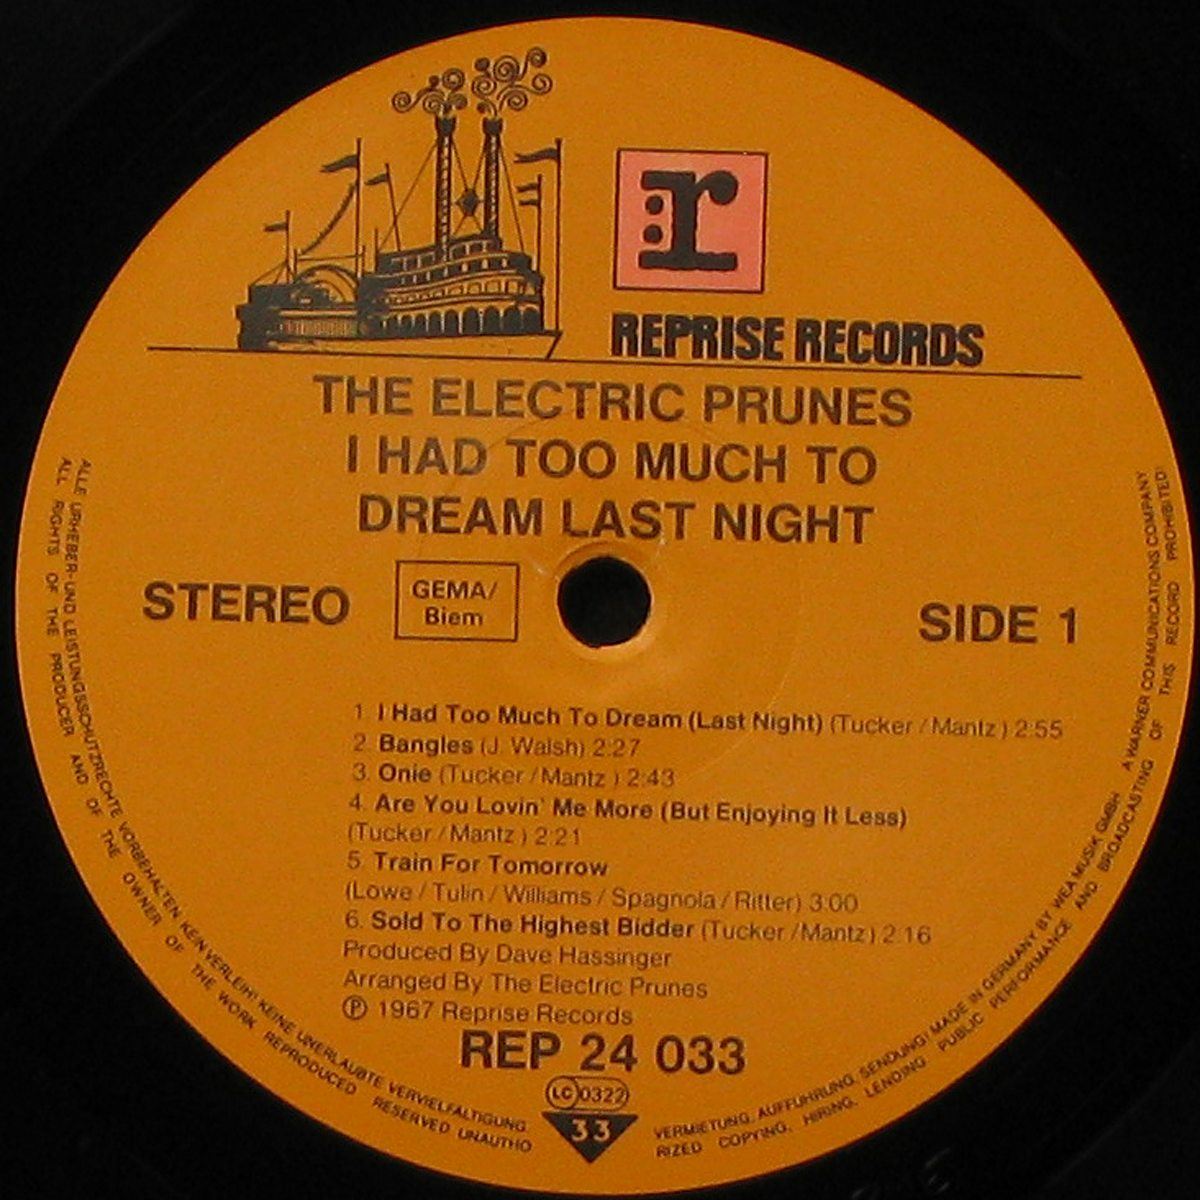 r:
REPRISE RECORDS
THE ELECTRIC PRUNES
I HAD TOO MUCH TO
DREAM LAST NIGHT
STEREO
GEMA/
Biem
SIDE 1
1. I Had Too Much To Dream (Last Night) (Tucker / Mantz ) 2:55
2. Bangles (J. Walsh) 2:27
3. Onie (Tucker / Mantz ) 2:43
4. Are You Lovin' Me More (But Enjoying It Less)
(Tucker / Mantz ) 2:21
5. Train For Tomorrow
(Lowe / Tulin / Williams / Spagnola / Ritter) 3:00
6. Sold To The Highest Bidder (Tucker / Mantz ) 2:16
Produced By Dave Hassinger
Arranged By The Electric Prunes
Ⓟ 1967 Reprise Records
REP 24 033
LC 0322
33
ALLE URHEBER- UND LEISTUNGSSCHUTZRECHTE VORBEHALTEN KEIN VERLEIH! KEINE UNERLAUBTE VERVIELFÄLTIGUNG, VERMIETUNG, AUFFÜHRUNG, SENDUNG! MADE IN GERMANY BY WEA MUSIK GMBH A WARNER COMMUNICATIONS COMPANY
ALL RIGHTS OF THE PRODUCER AND OF THE OWNER OF THE WORK REPRODUCED RESERVED UNAUTHORIZED COPYING, HIRING, LENDING PUBLIC PERFORMANCE AND BROADCASTING OF THIS RECORD PROHIBITED!